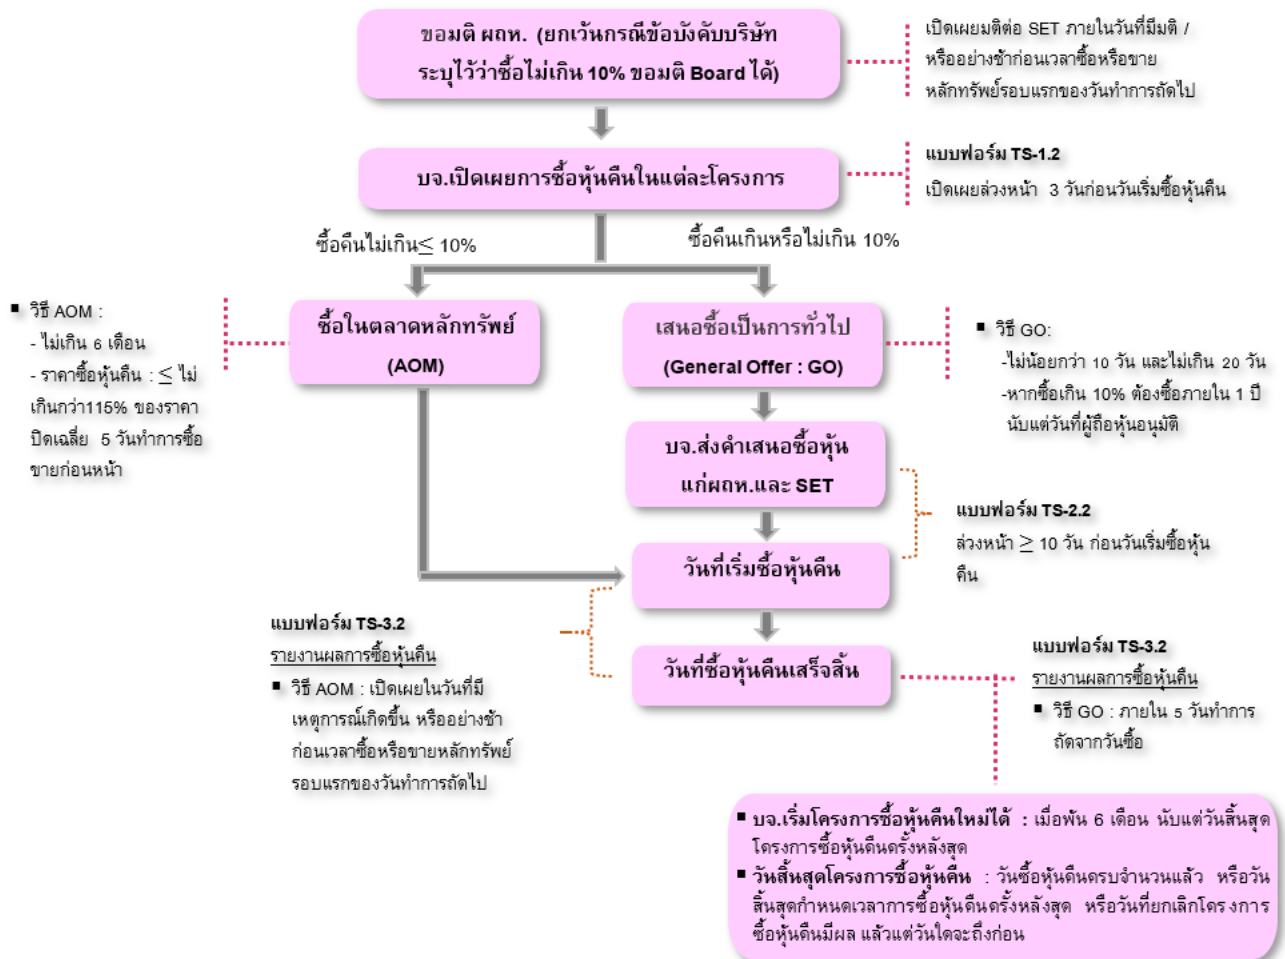 ขอมติ ผถห. (ยกเว้นกรณีข้อบังคับบริษัท
ระบุไว้ว่าซื้อไม่เกิน 10% ขอมติ Board ได้)
เปิดเผยมติต่อ SET ภายในวันที่มีมติ /
หรืออย่างช้าก่อนเวลาซื้อหรือขาย
หลักทรัพย์รอบแรกของวันทำการถัดไป
บจ.เปิดเผยการซื้อหุ้นคืนในแต่ละโครงการ
แบบฟอร์ม TS-1.2
เปิดเผยล่วงหน้า 3 วันก่อนวันเริ่มซื้อหุ้นคืน
ซื้อคืนไม่เกิน≤ 10%
ซื้อคืนเกินหรือไม่เกิน 10%
▪ วิธี AOM :
- ไม่เกิน 6 เดือน
- ราคาซื้อหุ้นคืน : ≤ ไม่
เกินกว่า115% ของราคา
ปิดเฉลี่ย 5 วันทำการซื้อ
ขายก่อนหน้า
ซื้อในตลาดหลักทรัพย์
(AOM)
เสนอซื้อเป็นการทั่วไป
(General Offer : GO)
▪ วิธี GO:
-ไม่น้อยกว่า 10 วัน และไม่เกิน 20 วัน
-หากซื้อเกิน 10% ต้องซื้อภายใน 1 ปี
นับแต่วันที่ผู้ถือหุ้นอนุมัติ
บจ.ส่งคำเสนอซื้อหุ้น
แก่ผถห.และ SET
แบบฟอร์ม TS-2.2
ล่วงหน้า ≥ 10 วัน ก่อนวันเริ่มซื้อหุ้น
คืน
วันที่เริ่มซื้อหุ้นคืน
แบบฟอร์ม TS-3.2
รายงานผลการซื้อหุ้นคืน
▪ วิธี AOM : เปิดเผยในวันที่มี
เหตุการณ์เกิดขึ้น หรืออย่างช้า
ก่อนเวลาซื้อหรือขายหลักทรัพย์
รอบแรกของวันทำการถัดไป
วันที่ซื้อหุ้นคืนเสร็จสิ้น
แบบฟอร์ม TS-3.2
รายงานผลการซื้อหุ้นคืน
▪ วิธี GO : ภายใน 5 วันทำการ
ถัดจากวันซื้อ
▪ บจ.เริ่มโครงการซื้อหุ้นคืนใหม่ได้ : เมื่อพ้น 6 เดือน นับแต่วันสิ้นสุด
โครงการซื้อหุ้นคืนครั้งหลังสุด
▪ วันสิ้นสุดโครงการซื้อหุ้นคืน : วันซื้อหุ้นคืนครบจำนวนแล้ว หรือวัน
สิ้นสุดกำหนดเวลาการซื้อหุ้นคืนครั้งหลังสุด หรือวันที่ยกเลิกโครงการ
ซื้อหุ้นคืนมีผล แล้วแต่วันใดจะถึงก่อน